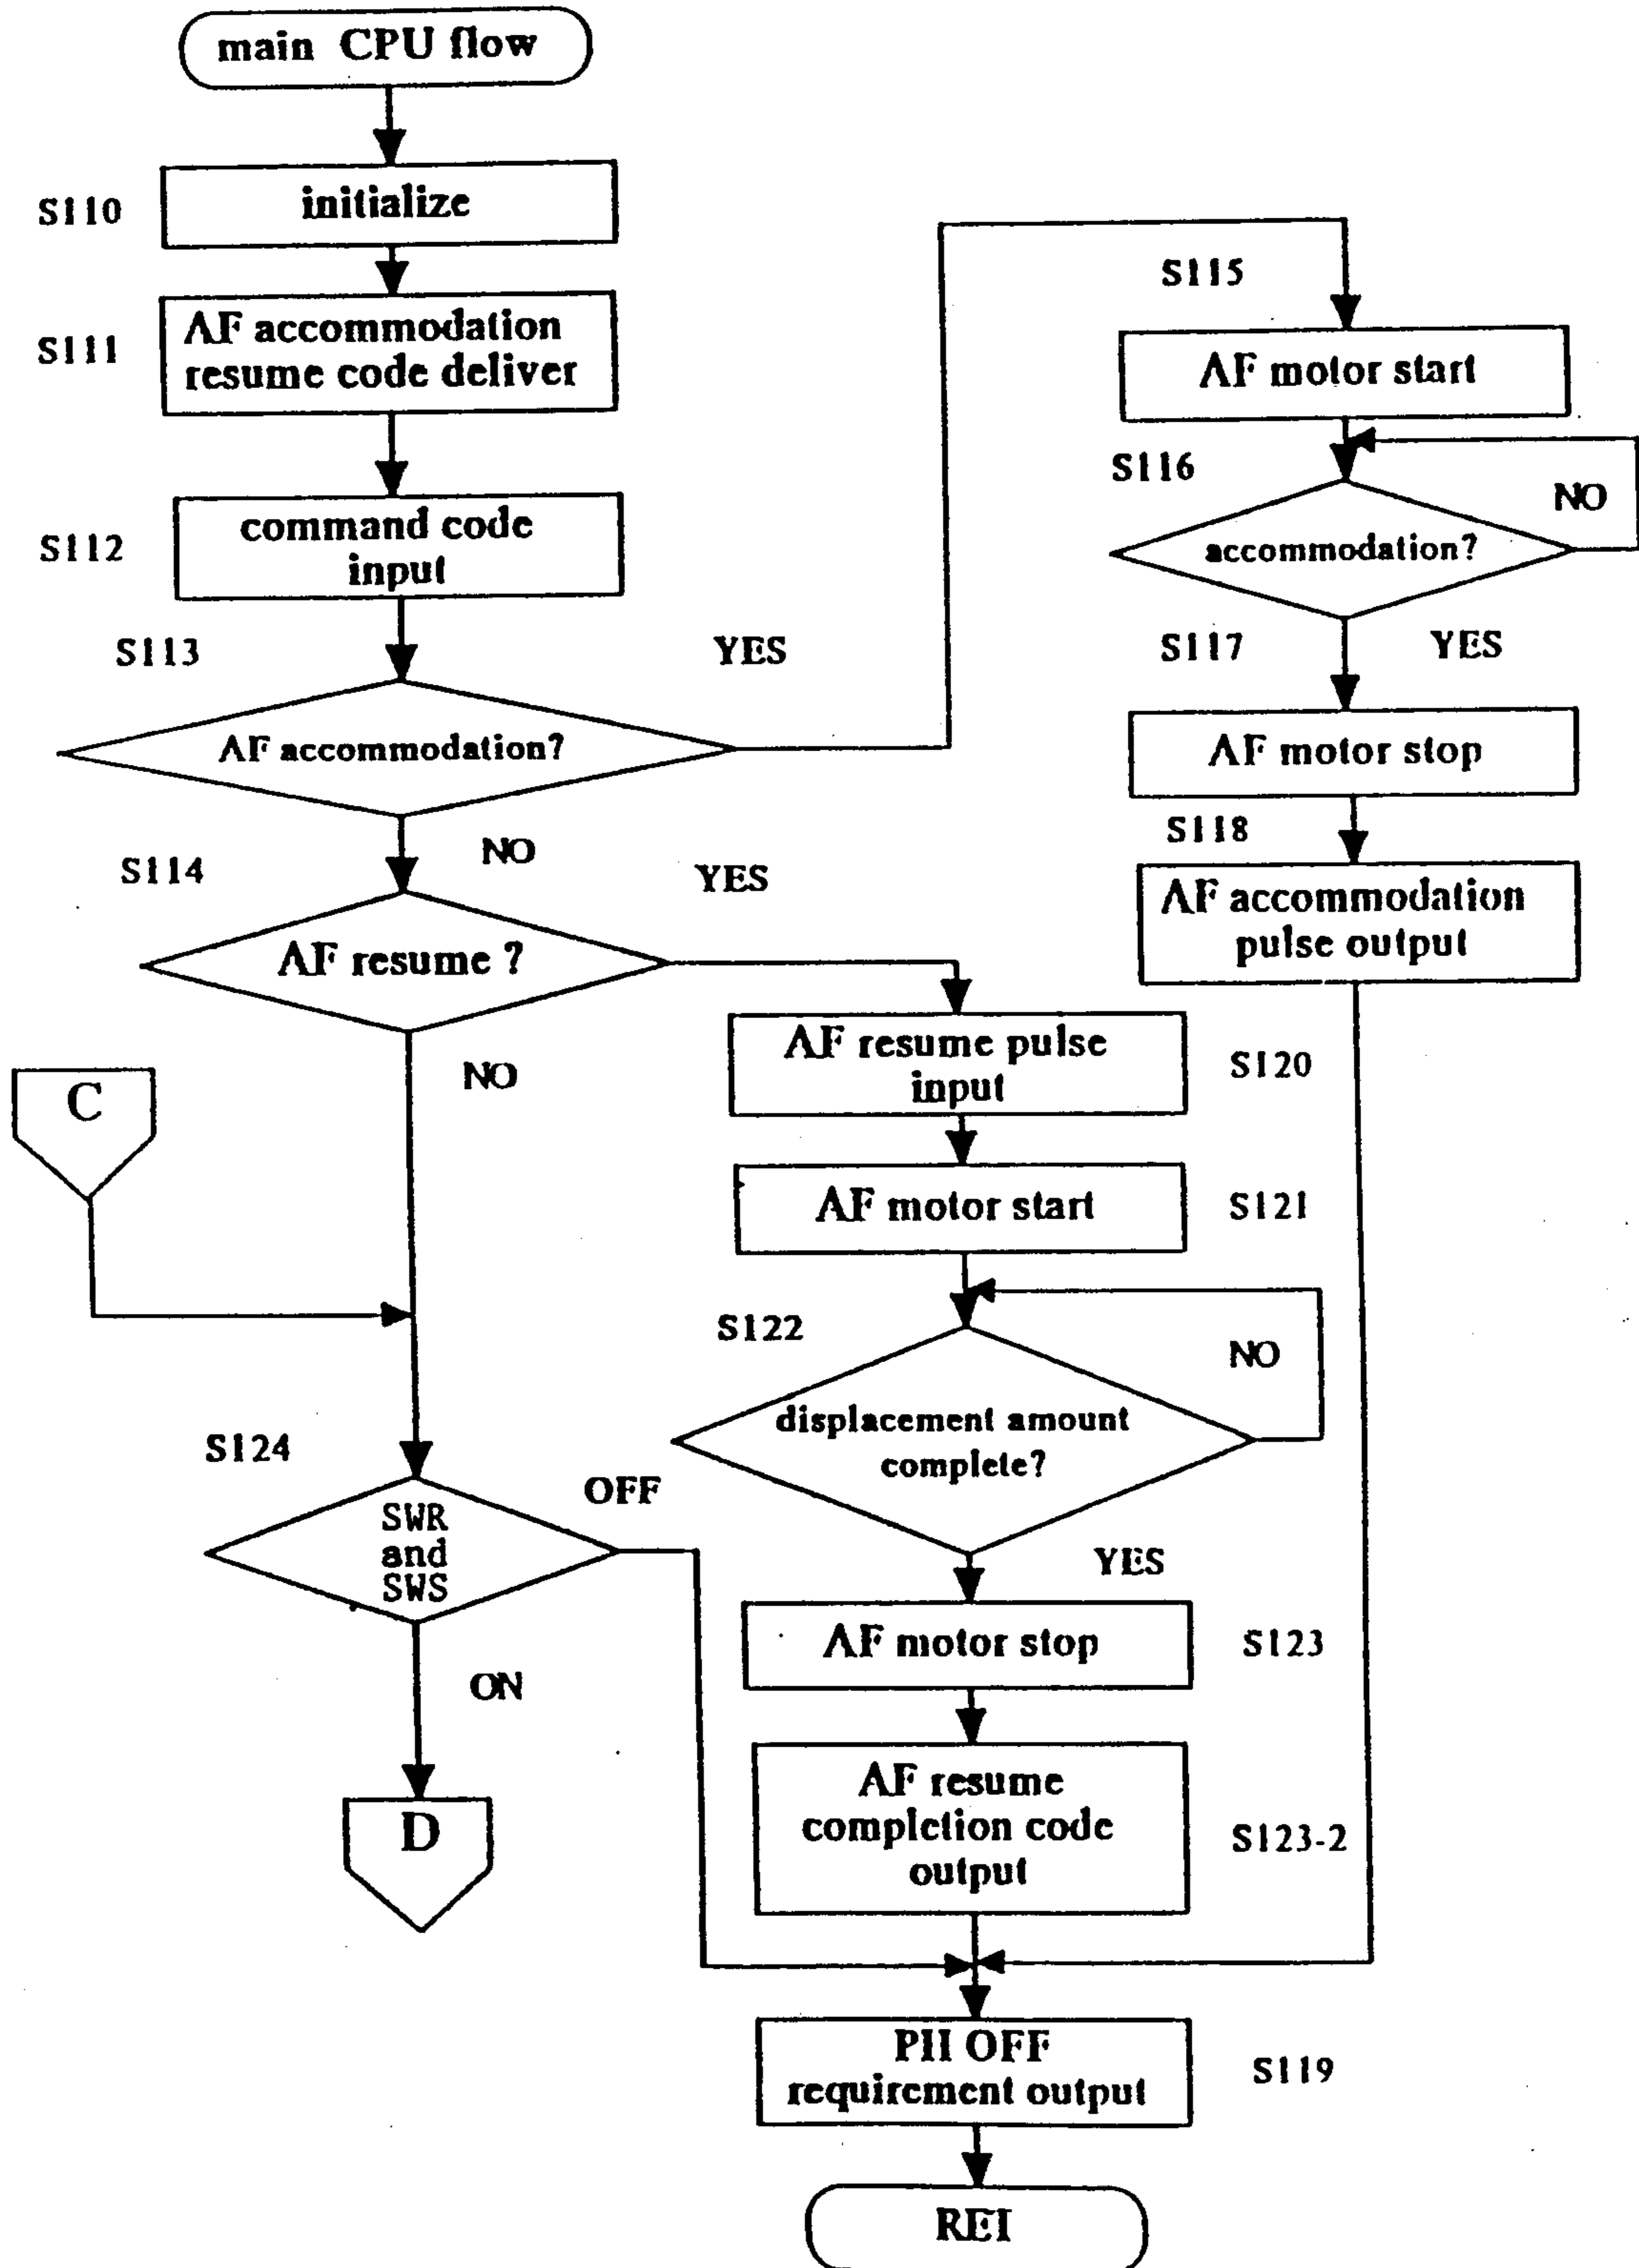 main CPU flow
S110
initialize
S111
AF accommodation
resume code deliver
S112
command code
input
S113
YES
AF accommodation?
NO
S114
YES
AF resume ?
NO
C
S124
OFF
SWR
and
SWS
ON
D
S115
AF motor start
S116
NO
accommodation?
S117
YES
AF motor stop
S118
AF accommodation
pulse output
AF resume pulse
input
S120
AF motor start
S121
S122
NO
displacement amount
complete?
YES
AF motor stop
S123
AF resume
completion code
output
S123-2
PH OFF
requirement output
S119
REI